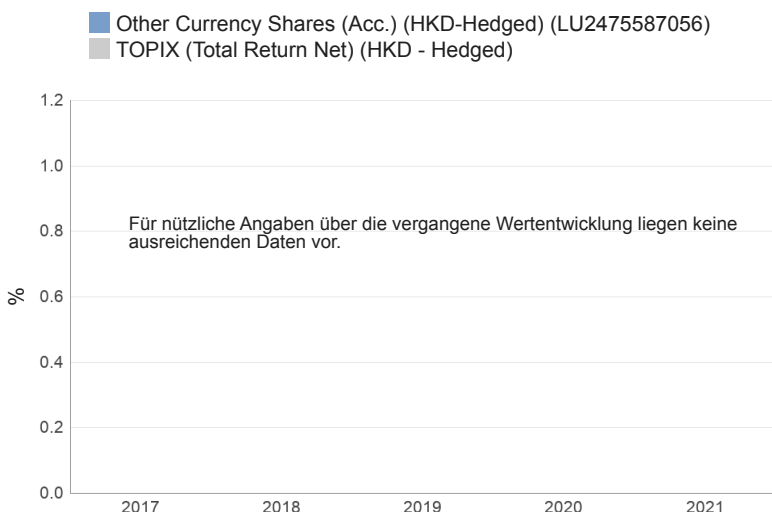 Other Currency Shares (Acc.) (HKD-Hedged) (LU2475587056)
TOPIX (Total Return Net) (HKD - Hedged)
1.2
1.0
Für nützliche Angaben über die vergangene Wertentwicklung liegen keine
0.8
ausreichenden Daten vor.
%
0.6
0.4
0.2
0.0
2017 2018 2019 2020 2021